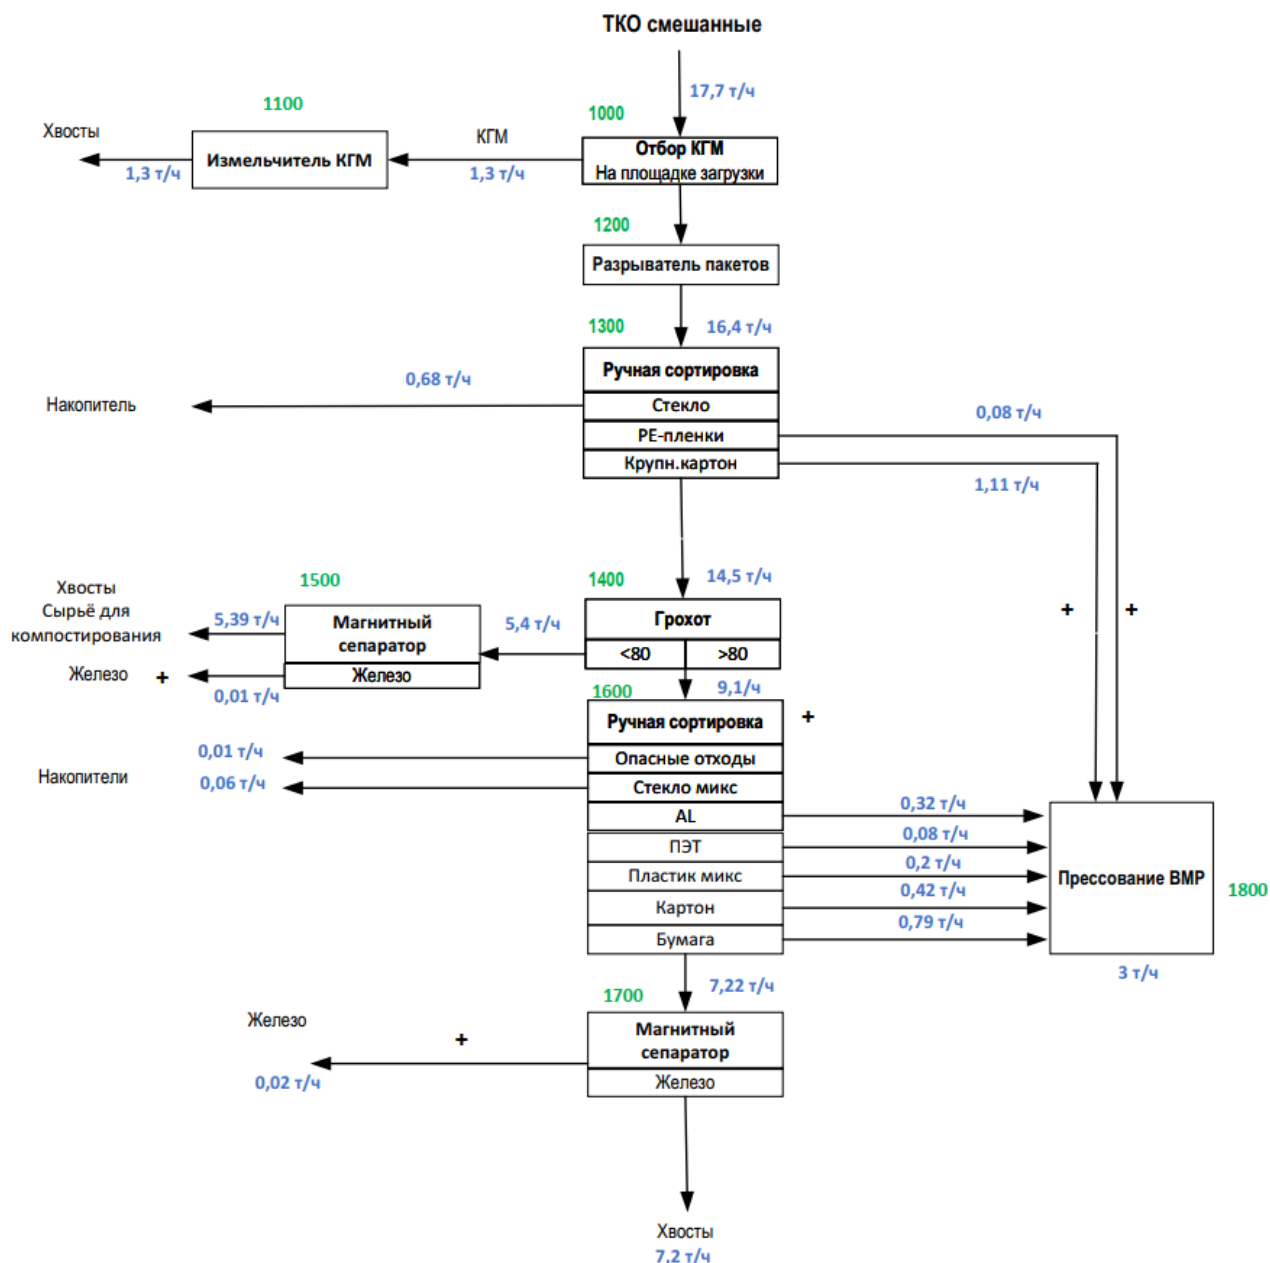 ТКО смешанные
17,7 т/ч
1100
1000
Хвосты
КГМ
Измельчитель КГМ
Отбор КГМ
На площадке загрузки
1,3 т/ч
1,3 т/ч
1200
Разрыватель пакетов
1300
16,4 т/ч
Ручная сортировка
0,68 т/ч
Накопитель
Стекло
0,08 т/ч
PE-пленки
Крупн.картон
1,11 т/ч
1500
1400
14,5 т/ч
Хвосты
Сырьё для
компостирования
5,39 т/ч
Магнитный
сепаратор
5,4 т/ч
Грохот
+
+
<80
>80
Железо
+
Железо
0,01 т/ч
1600
9,1/ч
Ручная сортировка
+
0,01 т/ч
Опасные отходы
Накопители
0,06 т/ч
Стекло микс
AL
0,32 т/ч
ПЭТ
0,08 т/ч
Пластик микс
0,2 т/ч
Прессование ВМР
1800
Картон
0,42 т/ч
Бумага
0,79 т/ч
3 т/ч
7,22 т/ч
1700
Железо
+
Магнитный
сепаратор
0,02 т/ч
Железо
Хвосты
7,2 т/ч